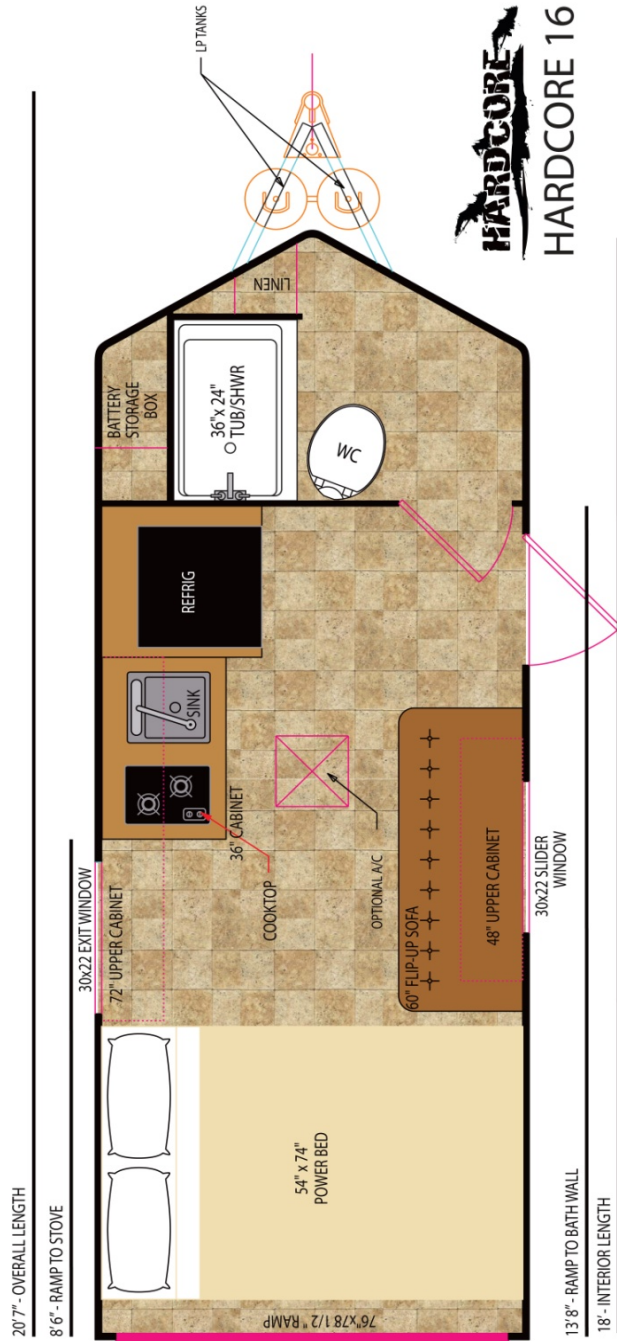 20'7" - OVERALL LENGTH
8'6" - RAMP TO STOVE
30x22 EXIT WINDOW
72" UPPER CABINET
36" CABINET
COOKTOP
SINK
REFRIG
BATTERY
STORAGE
BOX
36" x 24"
TUB/SHWR
LINEN
WC
LP TANKS
OPTIONAL A/C
60" FLIP-UP SOFA
48" UPPER CABINET
30x22 SLIDER
WINDOW
54" x 74"
POWER BED
76"x78 1/2" RAMP
13'8" - RAMP TO BATH WALL
18' - INTERIOR LENGTH
HARDCORE
HARDCORE 16